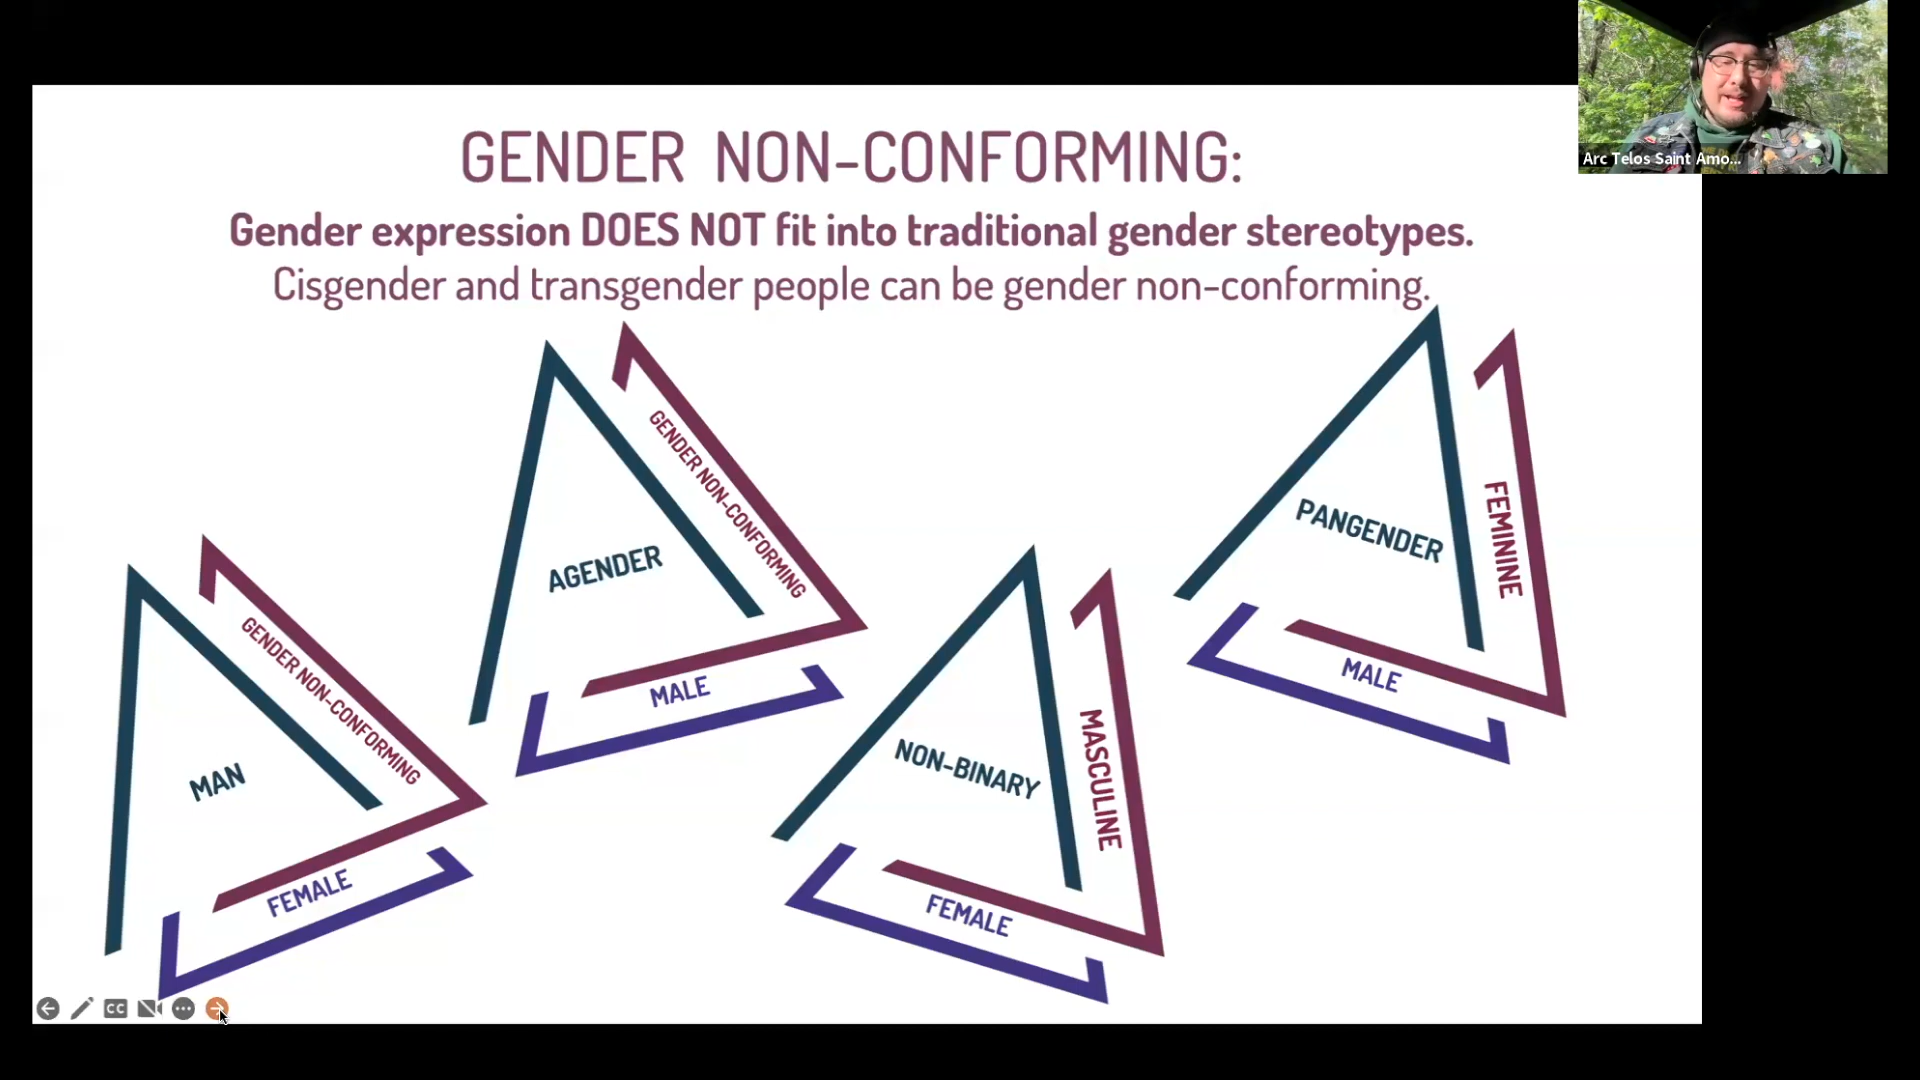 GENDER NON-CONFORMING:
Gender expression DOES NOT fit into traditional gender stereotypes.
Cisgender and transgender people can be gender non-conforming.
Arc Telos Saint Amo...
MAN
GENDER NON-CONFORMING
FEMALE
AGENDER
GENDER NON-CONFORMING
MALE
NON-BINARY
MASCULINE
FEMALE
PANGENDER
FEMININE
MALE
CC